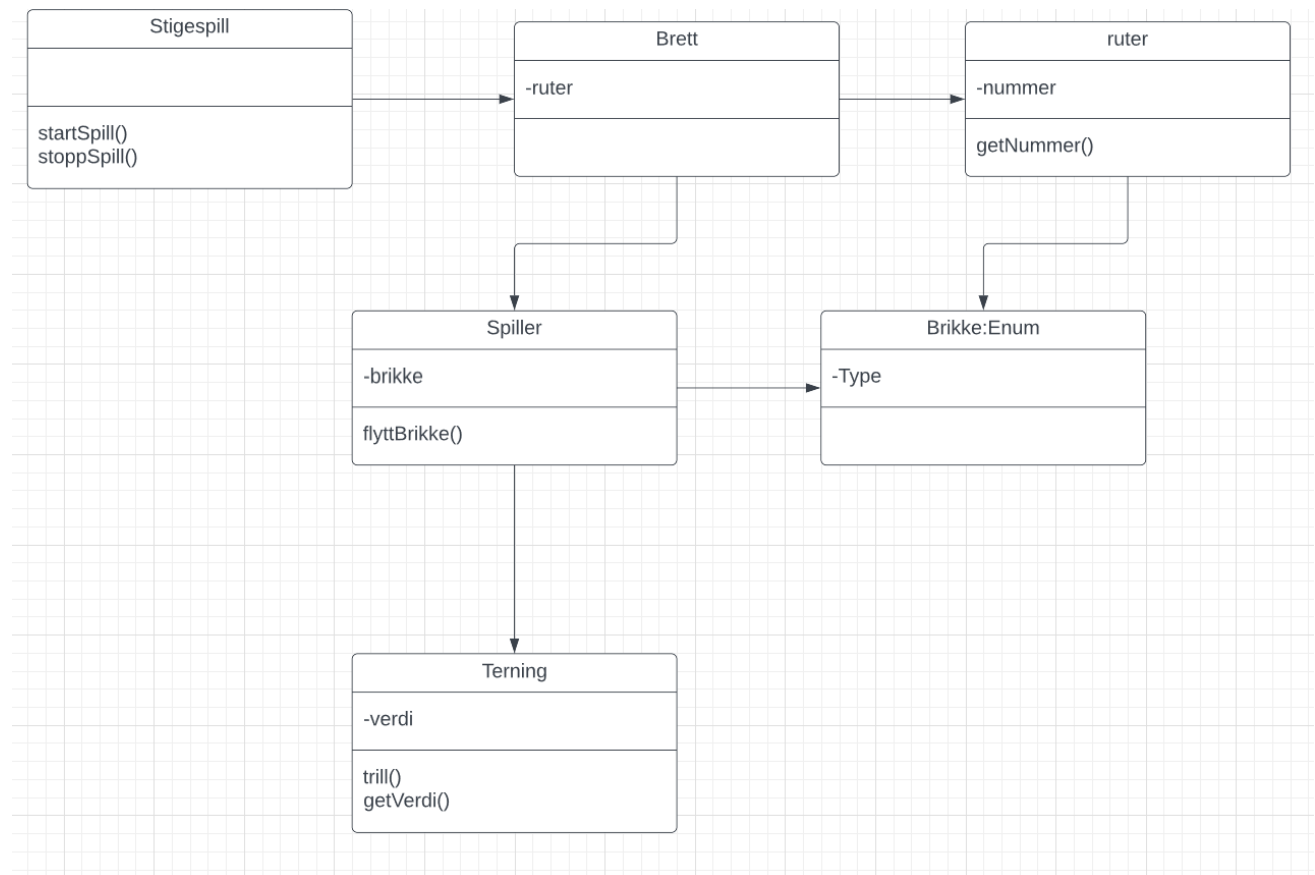 Stigespill
startSpill()
stoppSpill()
Brett
-ruter
ruter
-nummer
getNummer()
Spiller
-brikke
flyttBrikke()
Brikke:Enum
-Type
Terning
-verdi
trill()
getVerdi()